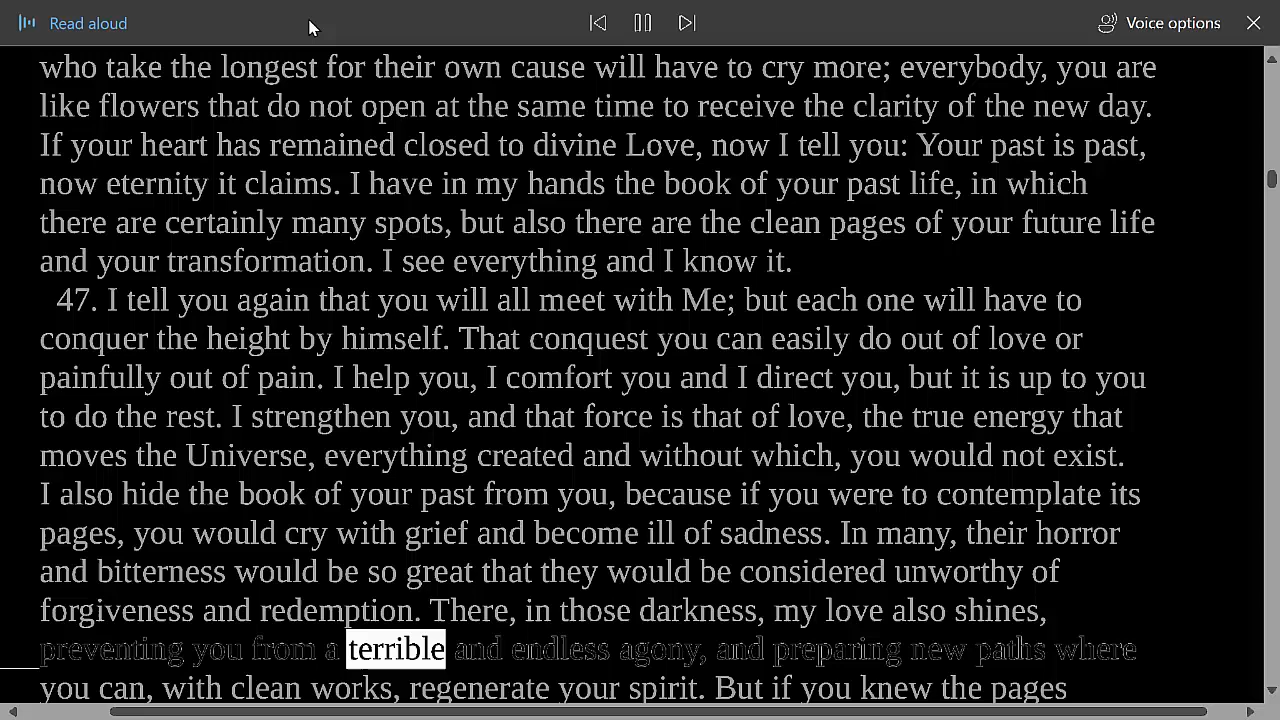 Read aloud
Voice options
who take the longest for their own cause will have to cry more; everybody, you are
like flowers that do not open at the same time to receive the clarity of the new day.
If your heart has remained closed to divine Love, now I tell you: Your past is past,
now eternity it claims. I have in my hands the book of your past life, in which
there are certainly many spots, but also there are the clean pages of your future life
and your transformation. I see everything and I know it.
47. I tell you again that you will all meet with Me; but each one will have to
conquer the height by himself. That conquest you can easily do out of love or
painfully out of pain. I help you, I comfort you and I direct you, but it is up to you
to do the rest. I strengthen you, and that force is that of love, the true energy that
moves the Universe, everything created and without which, you would not exist.
I also hide the book of your past from you, because if you were to contemplate its
pages, you would cry with grief and become ill of sadness. In many, their horror
and bitterness would be so great that they would be considered unworthy of
forgiveness and redemption. There, in those darkness, my love also shines,
preventing you from a terrible and endless agony, and preparing new paths where
you can, with clean works, regenerate your spirit. But if you knew the pages